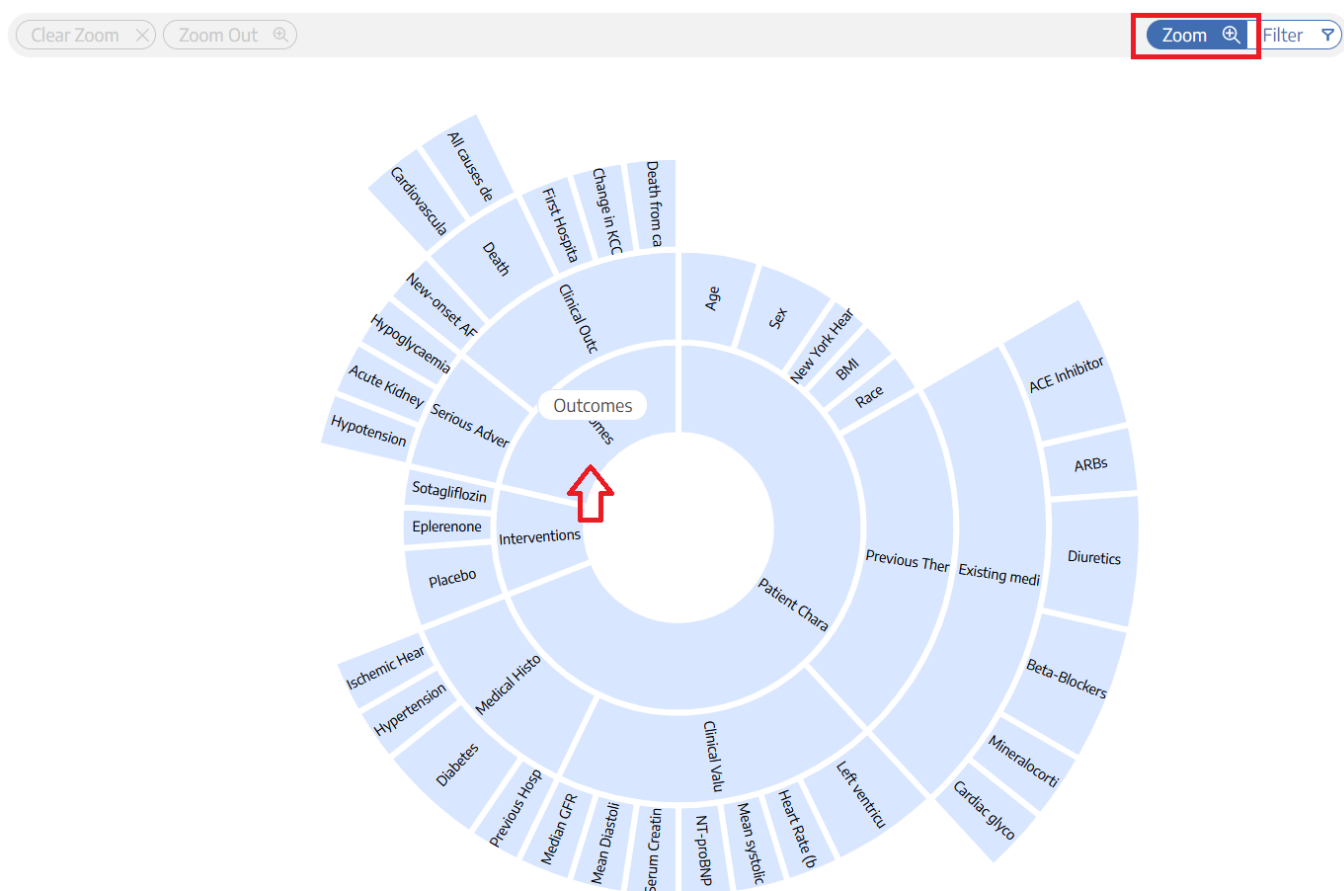 Clear Zoom
Zoom Out
Zoom
Filter
All causes de
Cardiovascula
Death
First Hospita
Change in KCC
Death from ca
New-onset AF
Clinical Outc
Hypoglycaemia
Acute Kidney
Hypotension
Serious Adver
Outcomes
omes
Sotagliflozin
Eplerenone
Placebo
Interventions
Age
Sex
New York Hear
BMI
Race
Patient Chara
Previous Ther
Existing medi
ACE Inhibitor
ARBs
Diuretics
Beta-Blockers
Mineralocorti
Cardiac glyco
Ischemic Hear
Hypertension
Diabetes
Previous Hosp
Medical Histo
Clinical Valu
Median GFR
Mean Diastoli
Serum Creatin
NT-proBNP
Mean systolic
Heart Rate (b
Left ventricu